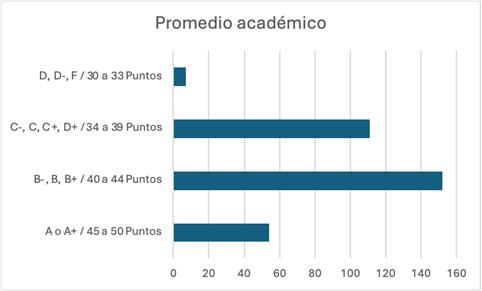 Promedio académico
D, D-, F / 30 a 33 Puntos
C-, C, C+, D+ / 34 a 39 Puntos
B-, B, B+ / 40 a 44 Puntos
A o A+ / 45 a 50 Puntos
0 20 40 60 80 100 120 140 160